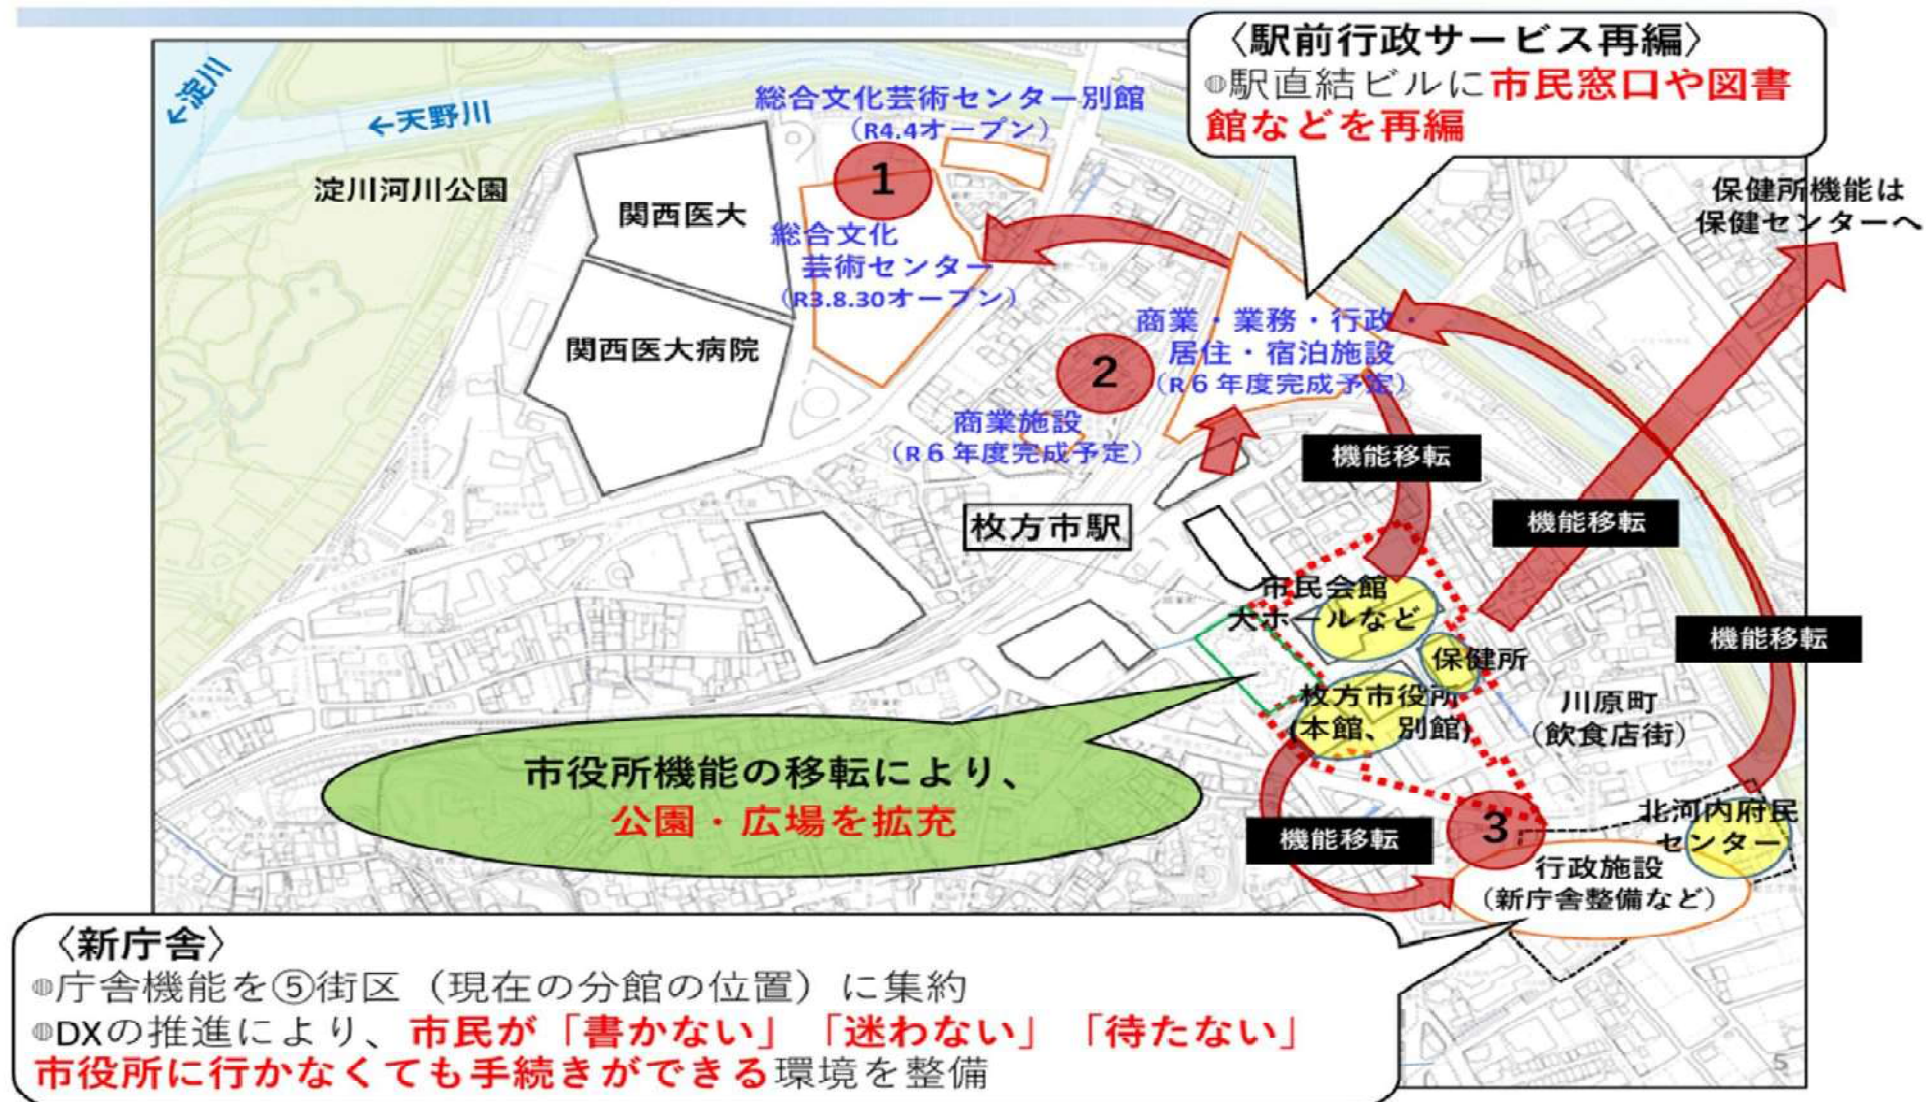 〈駅前行政サービス再編〉
◍駅直結ビルに市民窓口や図書
館などを再編
←淀川
←天野川
総合文化芸術センター別館
（R4.4オープン）
1
淀川河川公園
関西医大
保健所機能は
保健センターへ
総合文化
芸術センター
（R3.8.30オープン）
関西医大病院
商業・業務・行政・
居住・宿泊施設
（R６年度完成予定）
2
商業施設
（R６年度完成予定）
機能移転
枚方市駅
機能移転
市民会館
大ホールなど
機能移転
保健所
枚方市役所
(本館、別館)
川原町
（飲食店街）
市役所機能の移転により、
公園・広場を拡充
機能移転
3
北河内府民
センター
行政施設
（新庁舎整備など）
〈新庁舎〉
◍庁舎機能を⑤街区（現在の分館の位置）に集約
◍DXの推進により、市民が「書かない」「迷わない」「待たない」
市役所に行かなくても手続きができる環境を整備
5